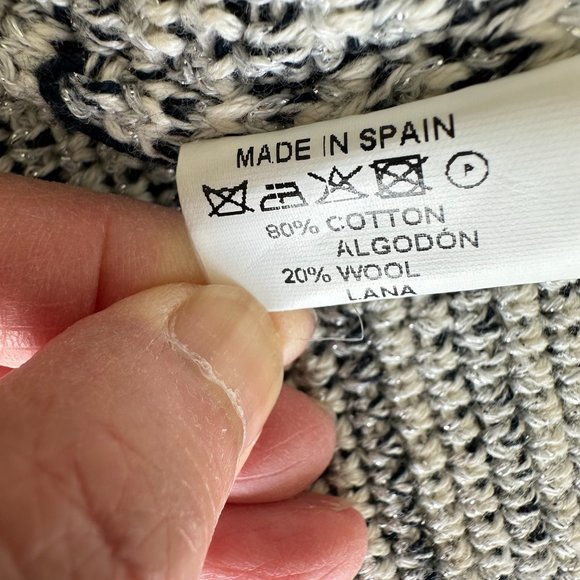 MADE IN SPAIN
P
80% COTTON
ALGODÓN
20% WOOL
LANA